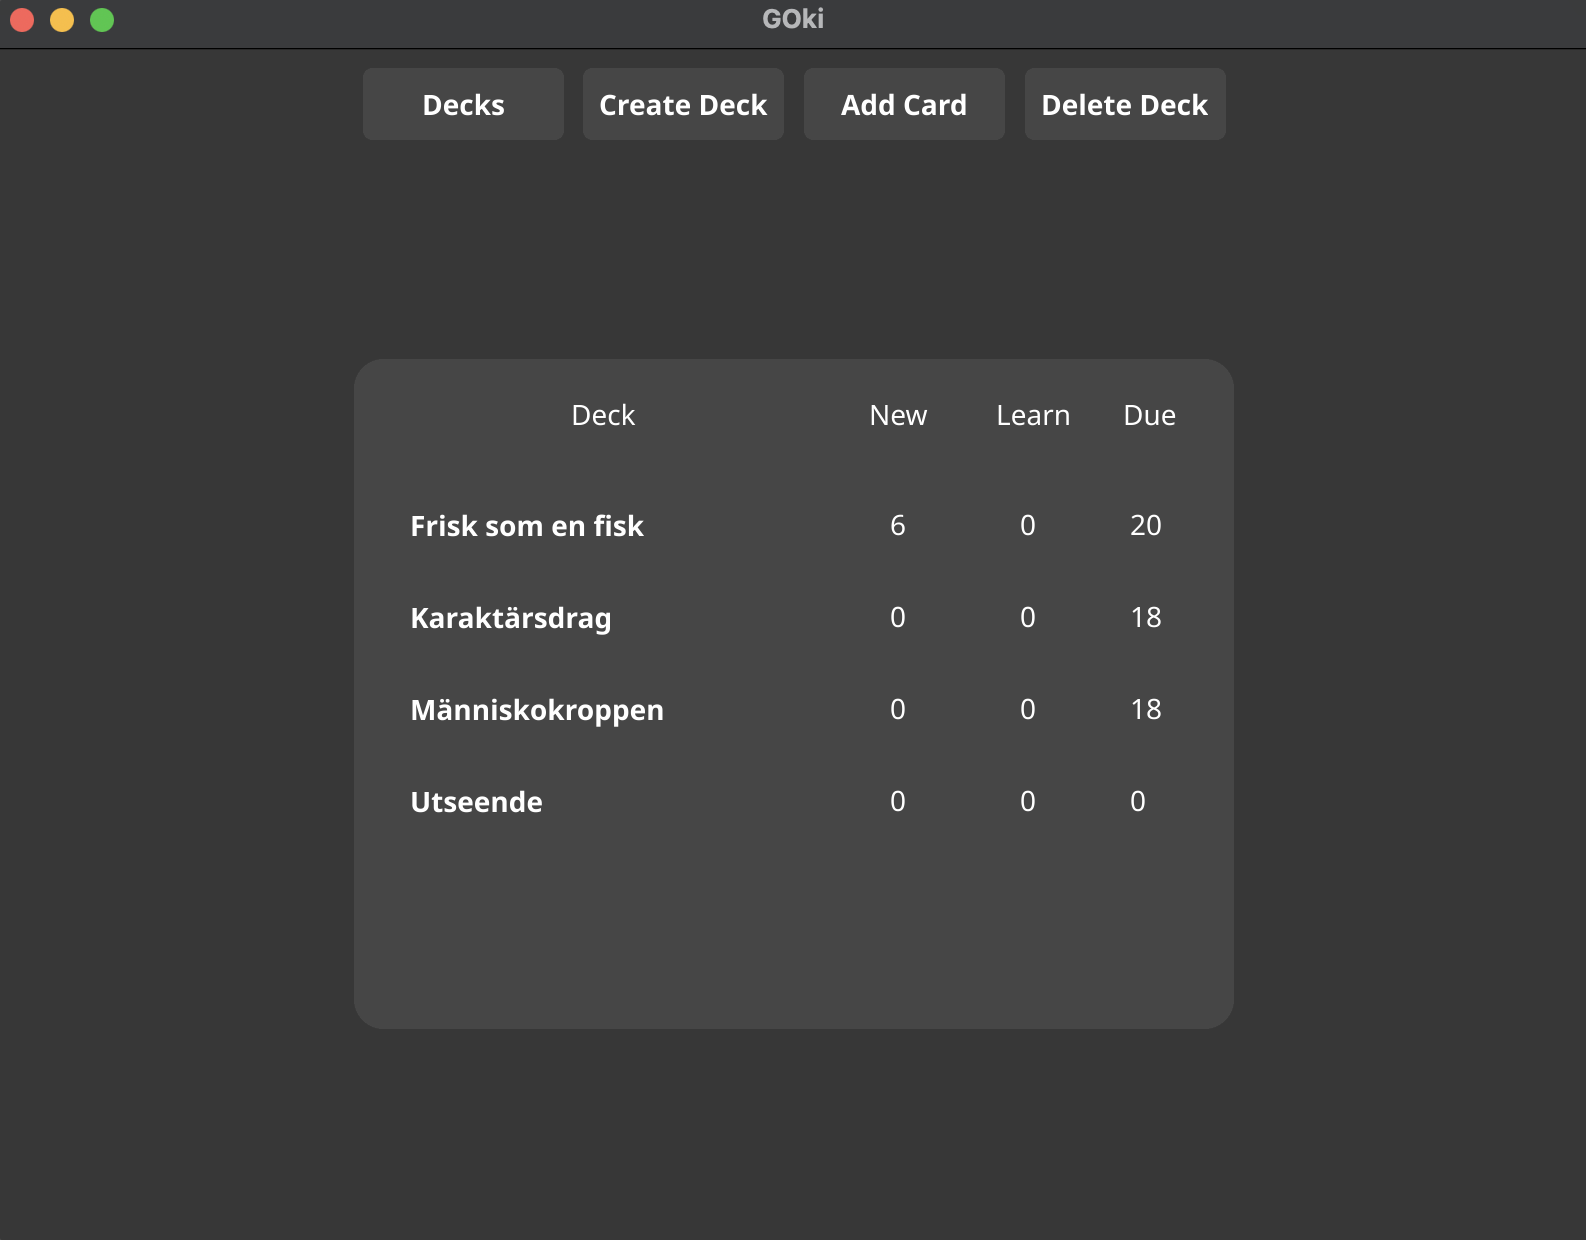 GOki
Decks Create Deck Add Card Delete Deck
Deck New Learn Due
Frisk som en fisk 6 0 20
Karaktärsdrag 0 0 18
Människokroppen 0 0 18
Utseende 0 0 0